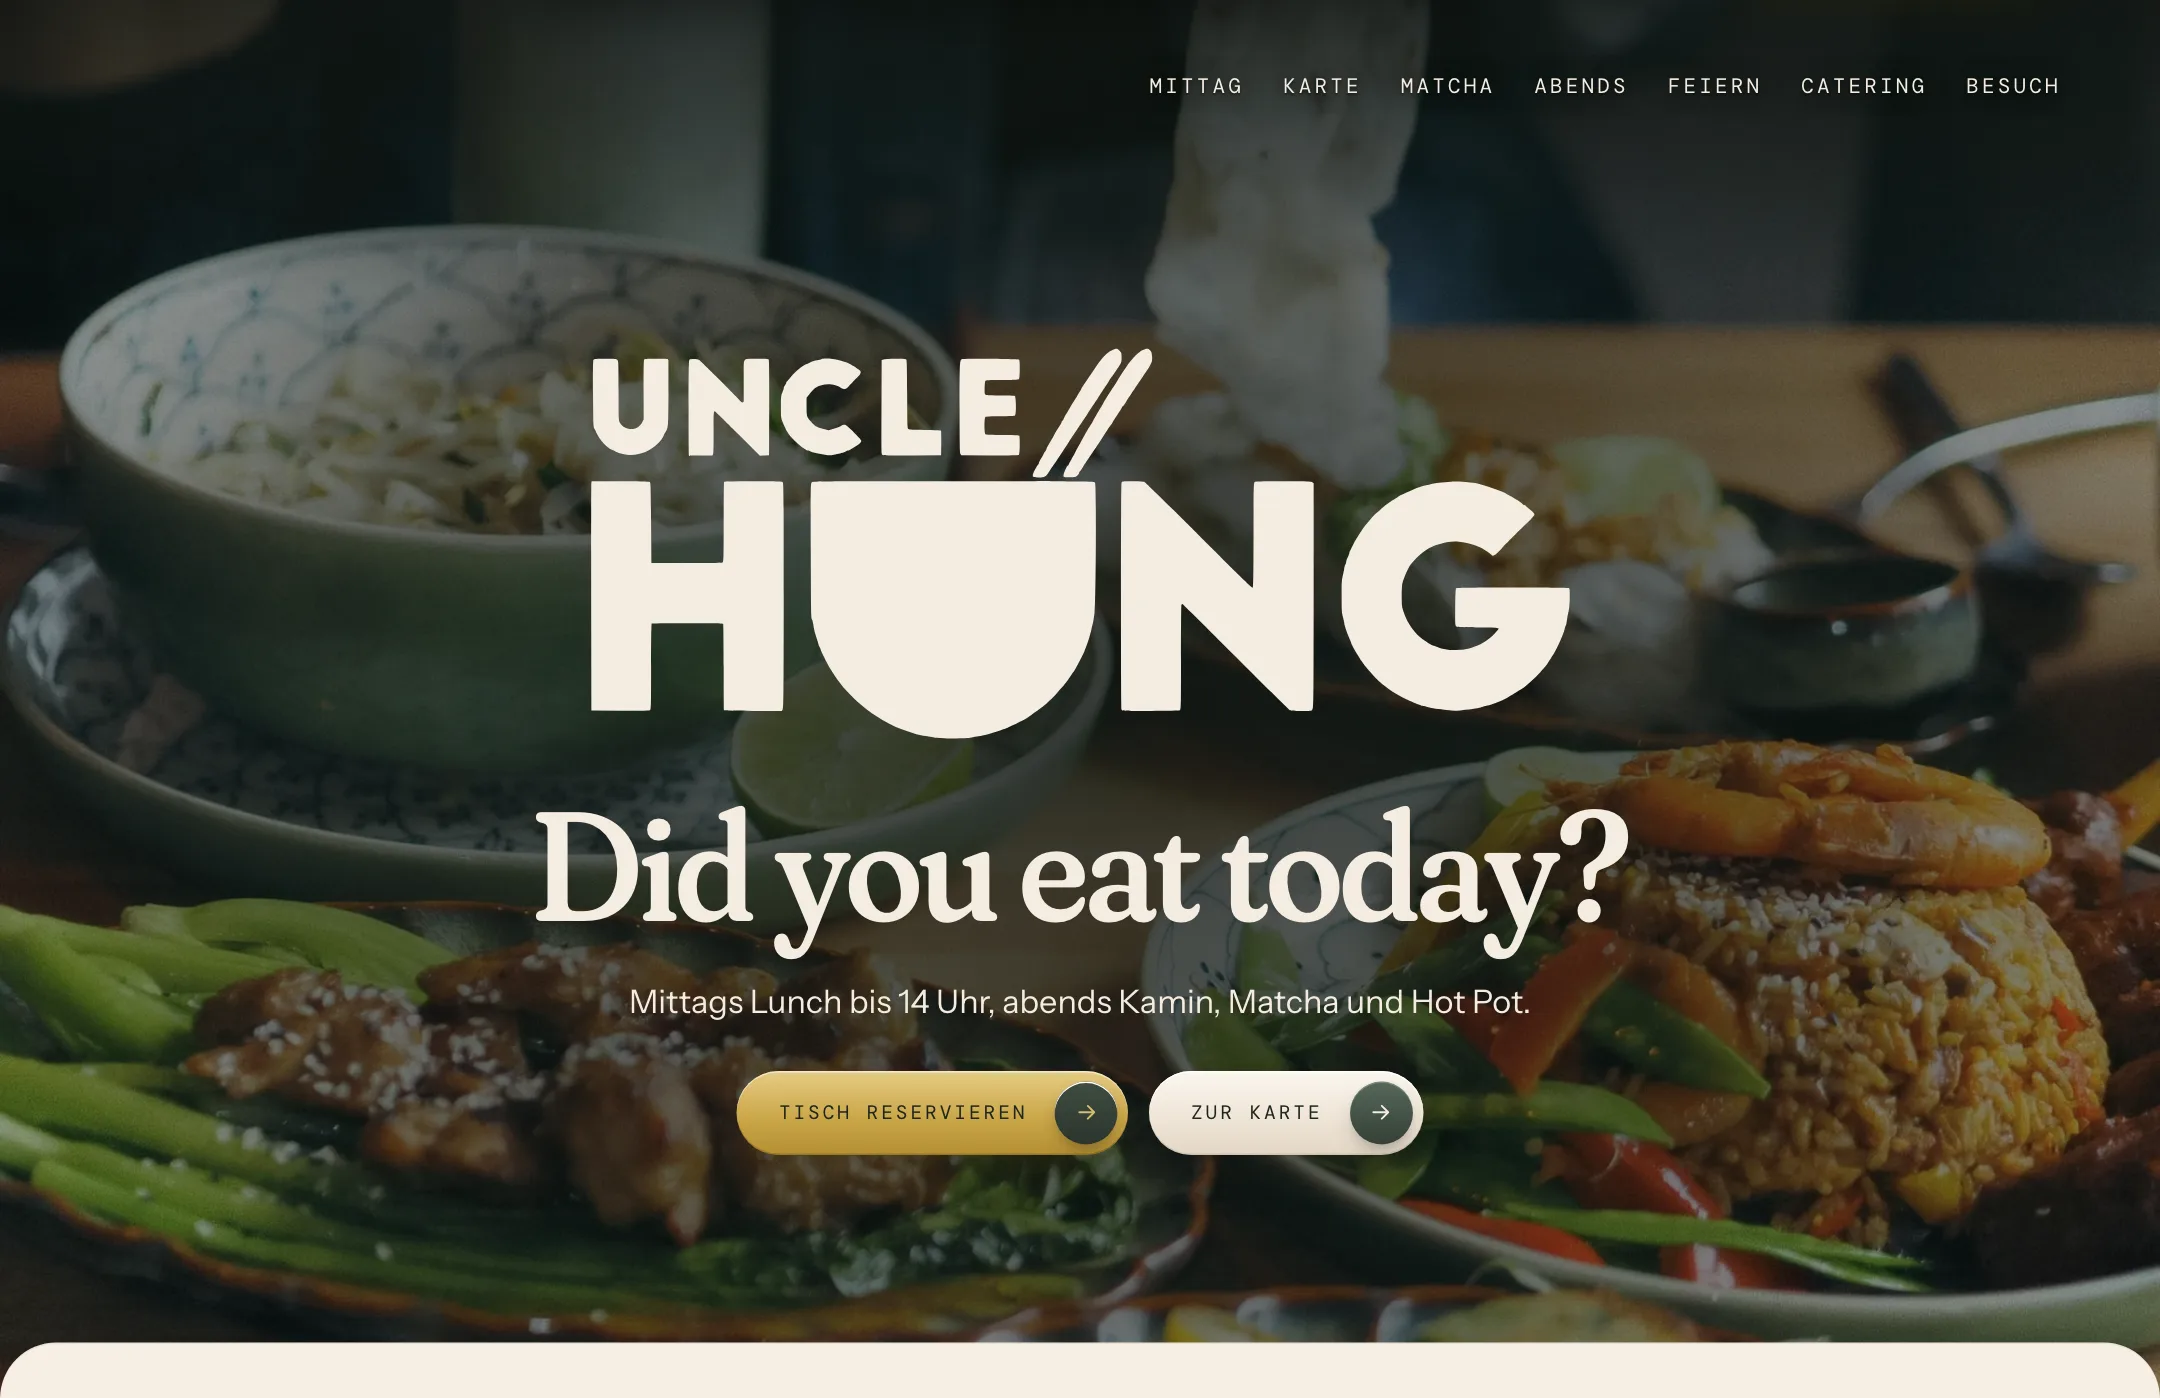 MITTAG KARTE MATCHA ABENDS FEIERN CATERING BESUCH
UNCLE
HUNG
Did you eat today?
Mittags Lunch bis 14 Uhr, abends Kamin, Matcha und Hot Pot.
TISCH RESERVIEREN → ZUR KARTE →